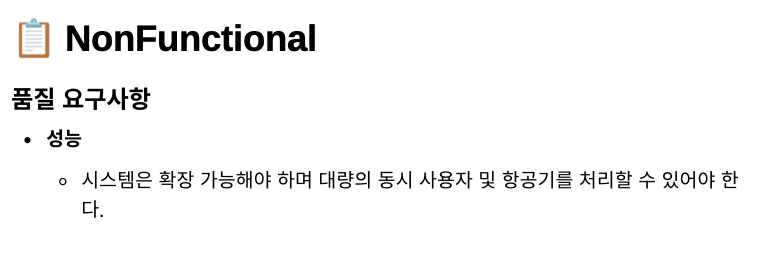 📋 NonFunctional
품질 요구사항
• 성능
◦ 시스템은 확장 가능해야 하며 대량의 동시 사용자 및 항공기를 처리할 수 있어야 한
다.